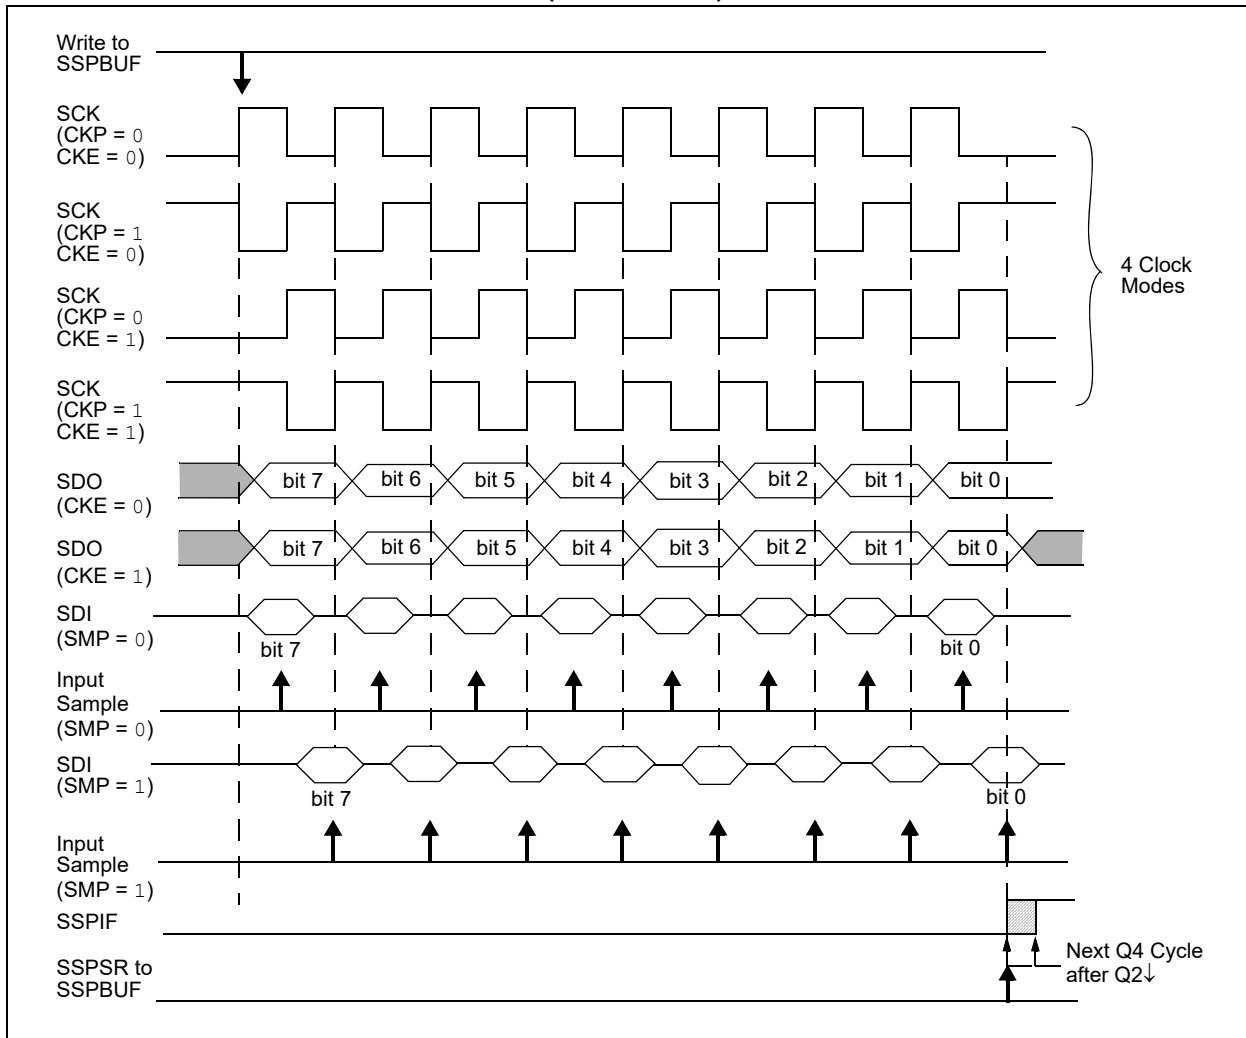 Write to
SSPBUF
SCK
(CKP = 0
CKE = 0)
SCK
(CKP = 1
CKE = 0)
4 Clock
Modes
SCK
(CKP = 0
CKE = 1)
SCK
(CKP = 1
CKE = 1)
SDO
(CKE = 0)
bit 7 bit 6 bit 5 bit 4 bit 3 bit 2 bit 1 bit 0
SDO
(CKE = 1)
bit 7 bit 6 bit 5 bit 4 bit 3 bit 2 bit 1 bit 0
SDI
(SMP = 0)
bit 7 bit 0
Input
Sample
(SMP = 0)
SDI
(SMP = 1)
bit 7 bit 0
Input
Sample
(SMP = 1)
SSPIF
Next Q4 Cycle
after Q2↓
SSPSR to
SSPBUF